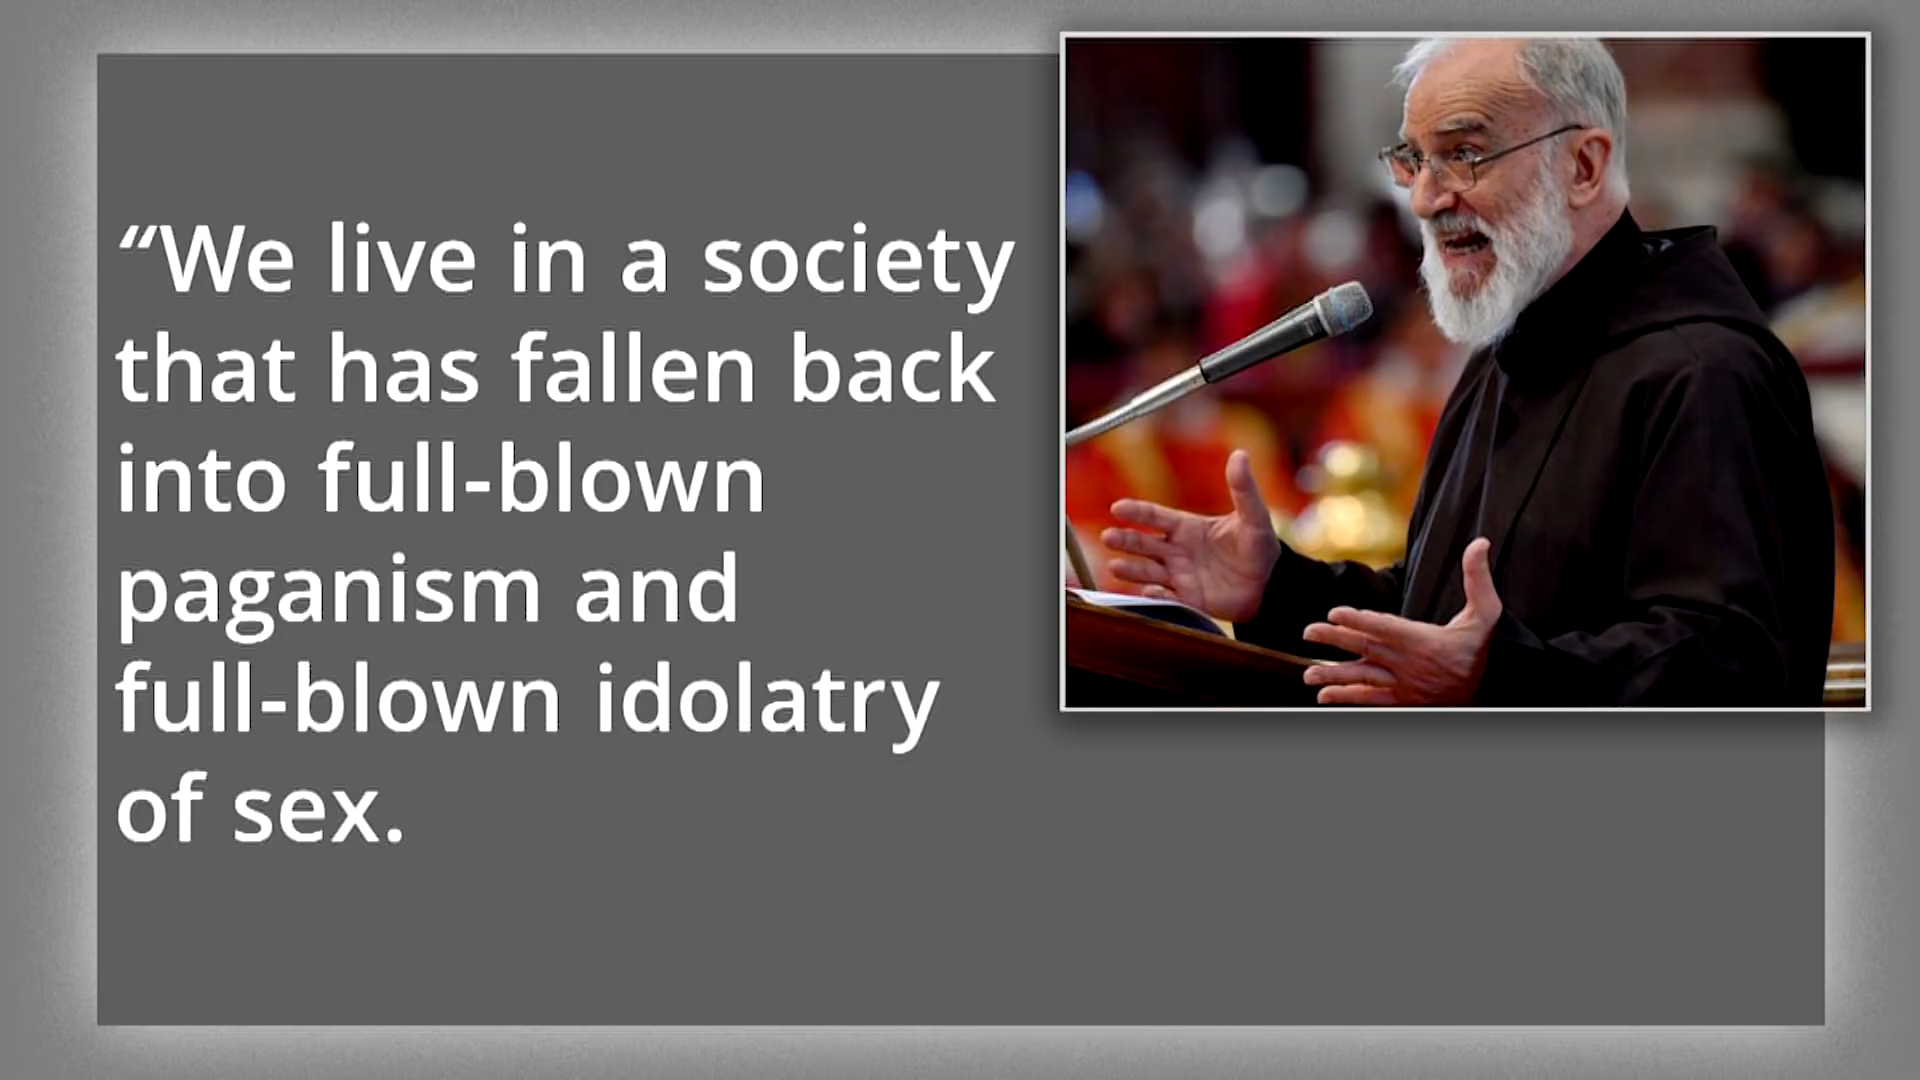 “We live in a society
that has fallen back
into full-blown
paganism and
full-blown idolatry
of sex.